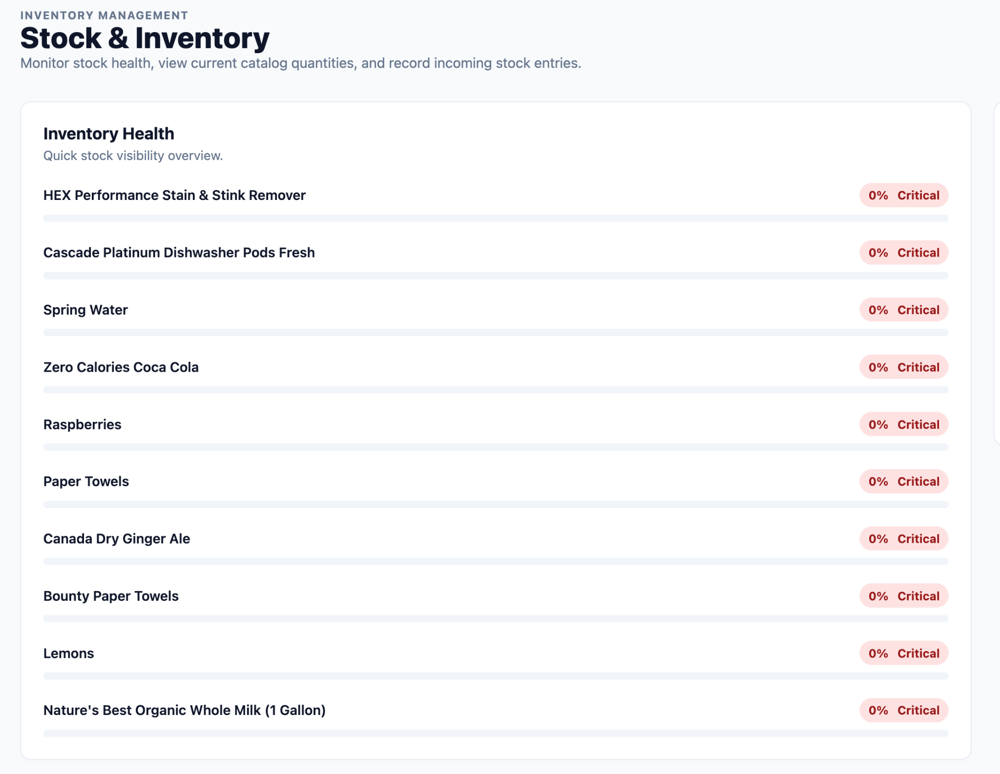 INVENTORY MANAGEMENT
Stock & Inventory
Monitor stock health, view current catalog quantities, and record incoming stock entries.
Inventory Health
Quick stock visibility overview.
HEX Performance Stain & Stink Remover 0% Critical
Cascade Platinum Dishwasher Pods Fresh 0% Critical
Spring Water 0% Critical
Zero Calories Coca Cola 0% Critical
Raspberries 0% Critical
Paper Towels 0% Critical
Canada Dry Ginger Ale 0% Critical
Bounty Paper Towels 0% Critical
Lemons 0% Critical
Nature's Best Organic Whole Milk (1 Gallon) 0% Critical